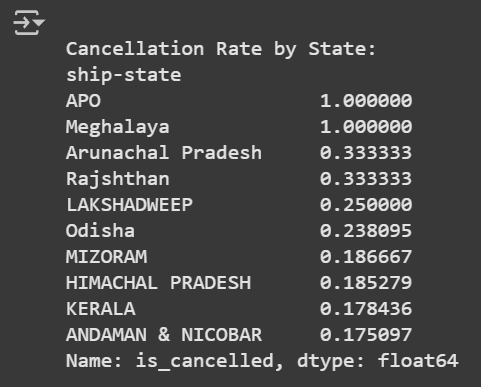 Cancellation Rate by State:
ship-state
APO 1.000000
Meghalaya 1.000000
Arunachal Pradesh 0.333333
Rajshthan 0.333333
LAKSHADWEEP 0.250000
Odisha 0.238095
MIZORAM 0.186667
HIMACHAL PRADESH 0.185279
KERALA 0.178436
ANDAMAN & NICOBAR 0.175097
Name: is_cancelled, dtype: float64